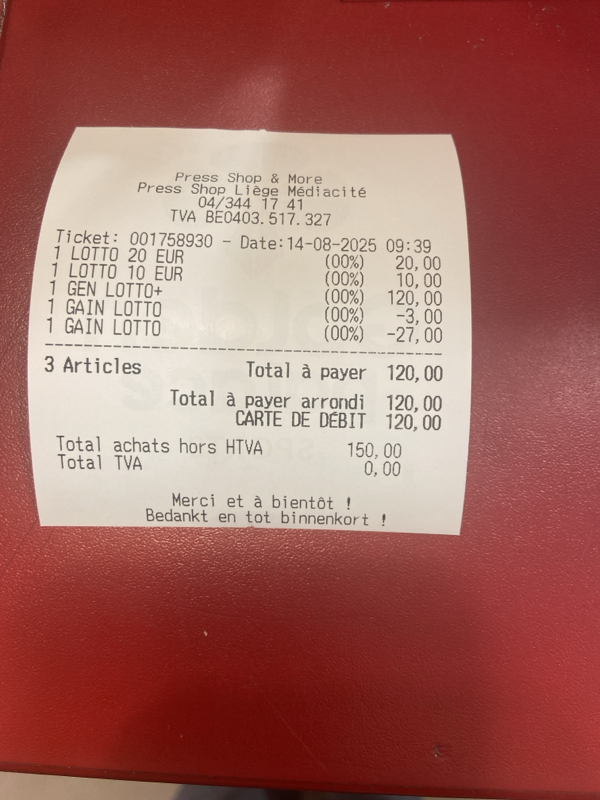 Press Shop & More
Press Shop Liège Médiacité
04/344 17 41
TVA BE0403.517.327
Ticket: 001758930 - Date:14-08-2025 09:39
1 LOTTO 20 EUR (00%) 20,00
1 LOTTO 10 EUR (00%) 10,00
1 GEN LOTTO+ (00%) 120,00
1 GAIN LOTTO (00%) -3,00
1 GAIN LOTTO (00%) -27,00
3 Articles Total à payer 120,00
Total à payer arrondi 120,00
CARTE DE DÉBIT 120,00
Total achats hors HTVA 150,00
Total TVA 0,00
Merci et à bientôt !
Bedankt en tot binnenkort !